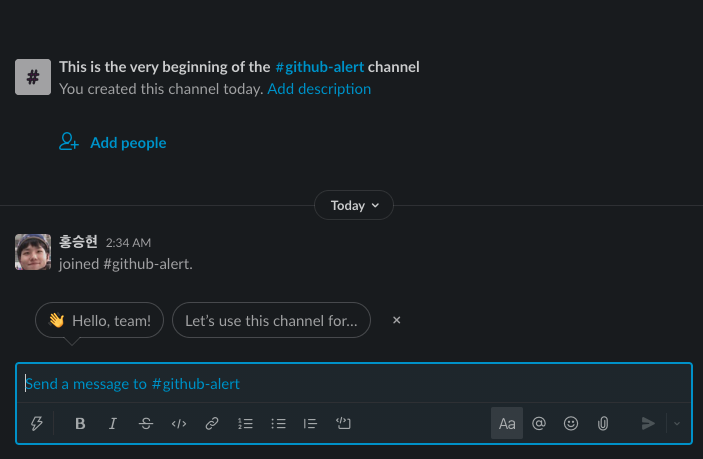 This is the very beginning of the #github-alert channel
You created this channel today. Add description
Add people
Today
홍승현 2:34 AM
joined #github-alert.
👋 Hello, team! Let's use this channel for...
Send a message to #github-alert
B I S </> Aa @